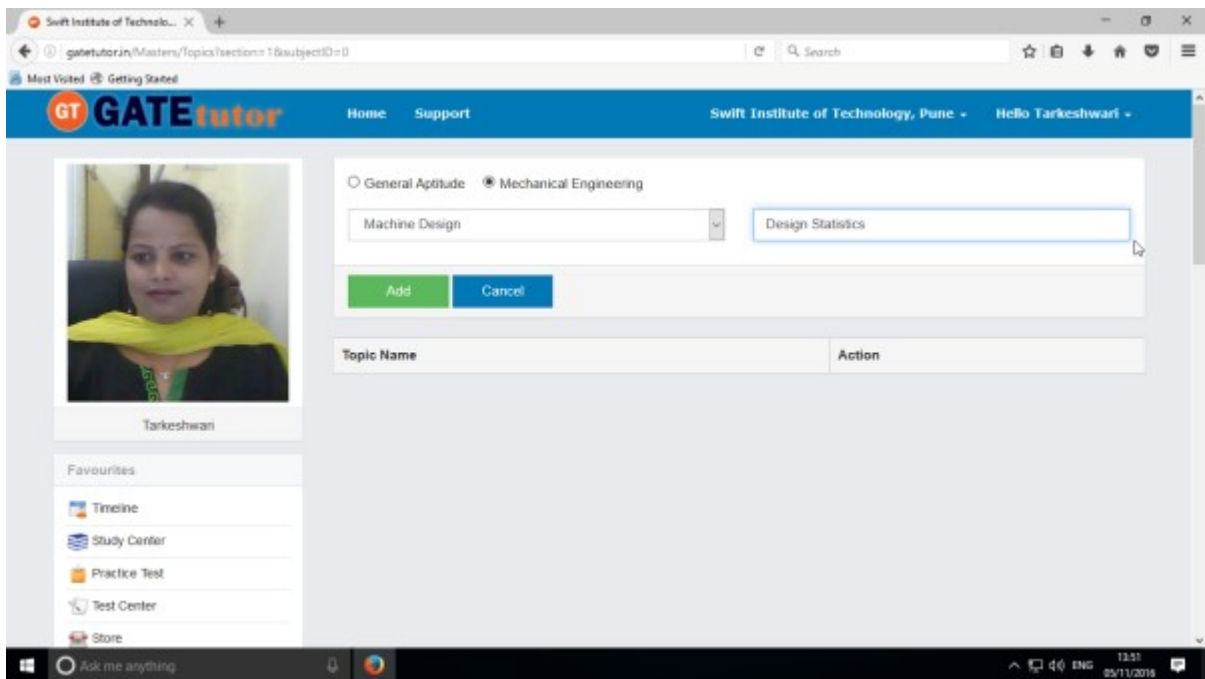 Swift Institute of Technolo...
gatetutor.in/Masters/Topics?section=1&subjectID=0
Search
Most Visited Getting Started
GT GATEtutor Home Support Swift Institute of Technology, Pune Hello Tarkeshwari
General Aptitude Mechanical Engineering
Machine Design Design Statistics
Add Cancel
Topic Name Action
Tarkeshwari
Favourites
Timeline
Study Center
Practice Test
Test Center
Store
Ask me anything ENG 13:51
05/11/2016